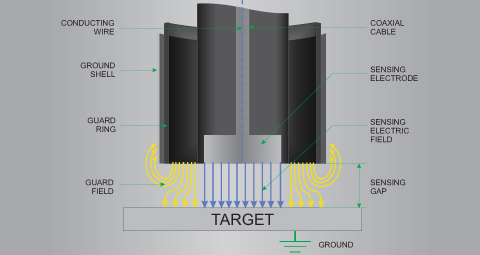 CONDUCTING
WIRE
COAXIAL
CABLE
GROUND
SHELL
SENSING
ELECTRODE
GUARD
RING
SENSING
ELECTRIC
FIELD
GUARD
FIELD
SENSING
GAP
TARGET
GROUND